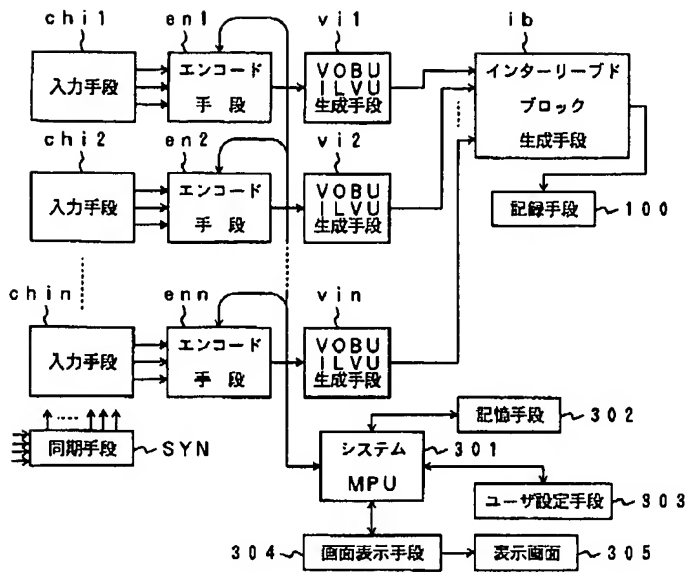 chi1
en1
vi1
ib
入力手段
エンコード
手段
VOBU
ILVU
生成手段
インターリーブド
ブロック
生成手段
chi2
en2
vi2
入力手段
エンコード
手段
VOBU
ILVU
生成手段
記録手段
100
chin
enn
vin
入力手段
エンコード
手段
VOBU
ILVU
生成手段
同期手段
SYN
記憶手段
302
システム
MPU
301
ユーザ設定手段
303
304
画面表示手段
表示画面
305